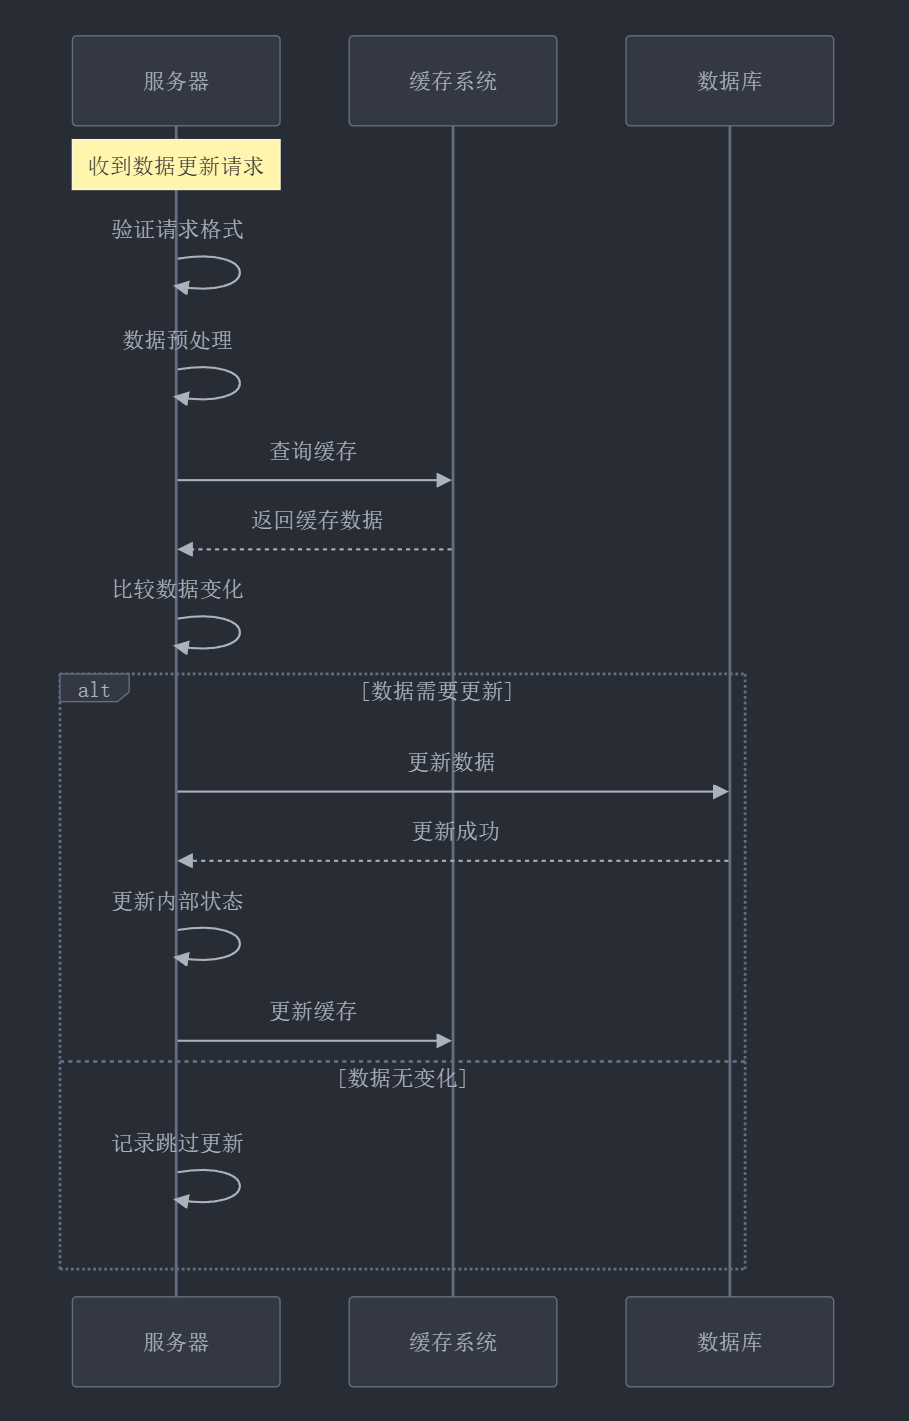 服务器
缓存系统
数据库
收到数据更新请求
验证请求格式
数据预处理
查询缓存
返回缓存数据
比较数据变化
alt
[数据需要更新]
更新数据
更新成功
更新内部状态
更新缓存
[数据无变化]
记录跳过更新
服务器
缓存系统
数据库